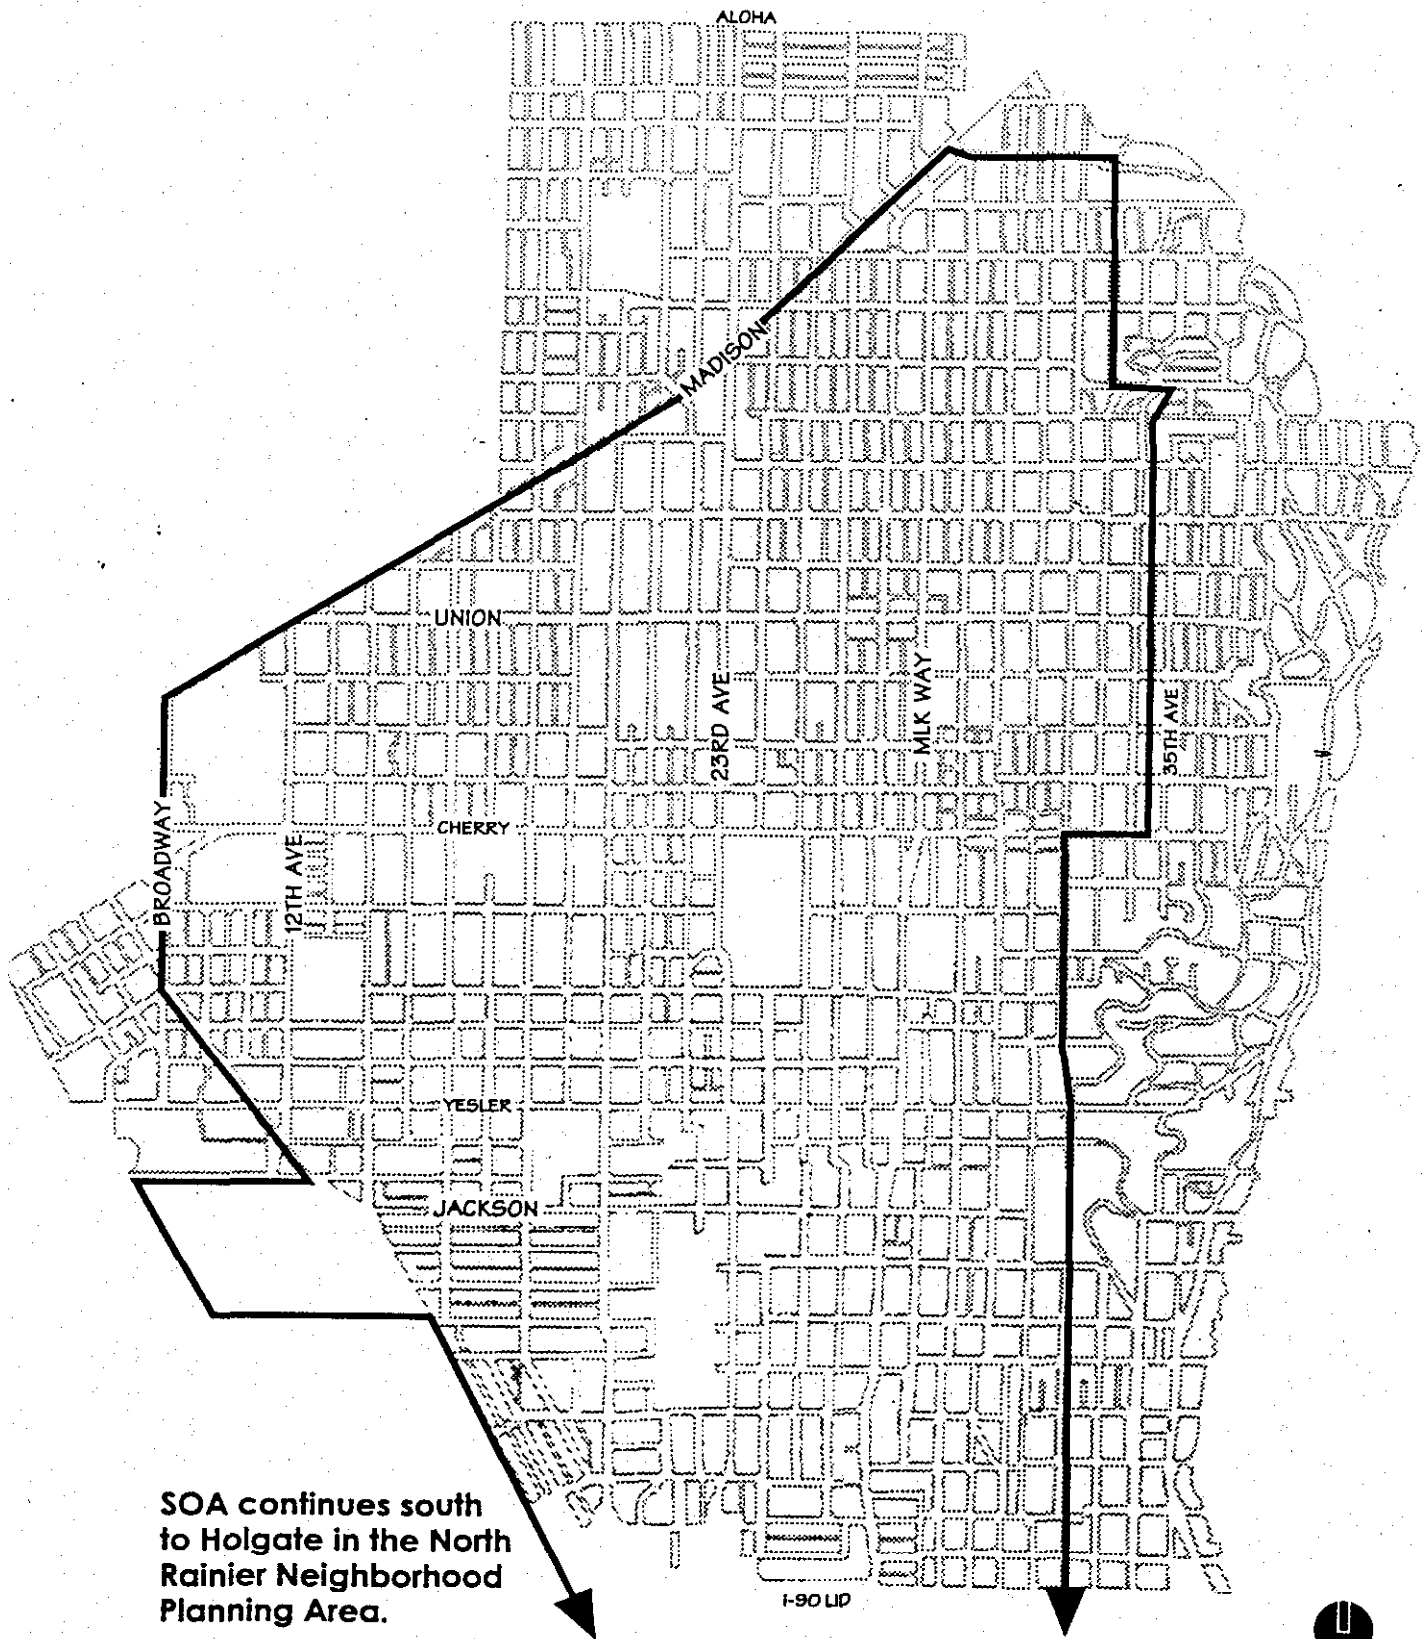 ALOHA
MADISON
UNION
23RD AVE
MLK WAY
35TH AVE
BROADWAY
12TH AVE
CHERRY
YESLER
JACKSON
SOA continues south
to Holgate in the North
Rainier Neighborhood
Planning Area.
I-90 LID